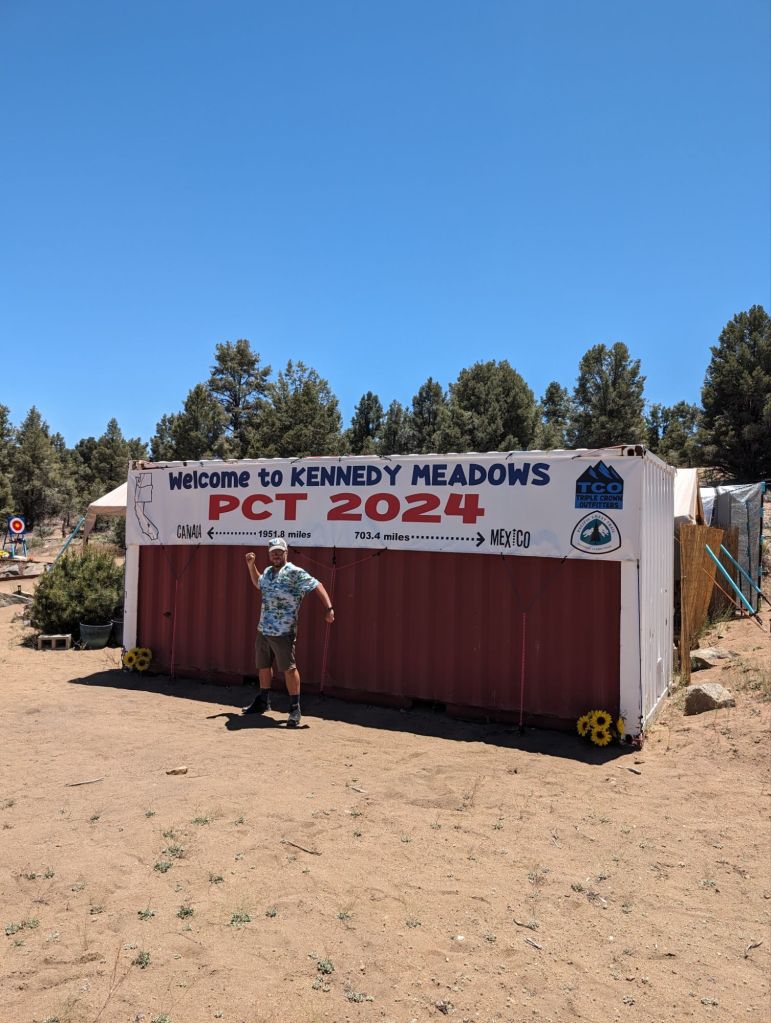 Welcome to KENNEDY MEADOWS
PCT 2024
CANADA 1951.8 miles 703.4 miles MEXICO
TCO
TRIPLE CROWN
OUTFITTERS